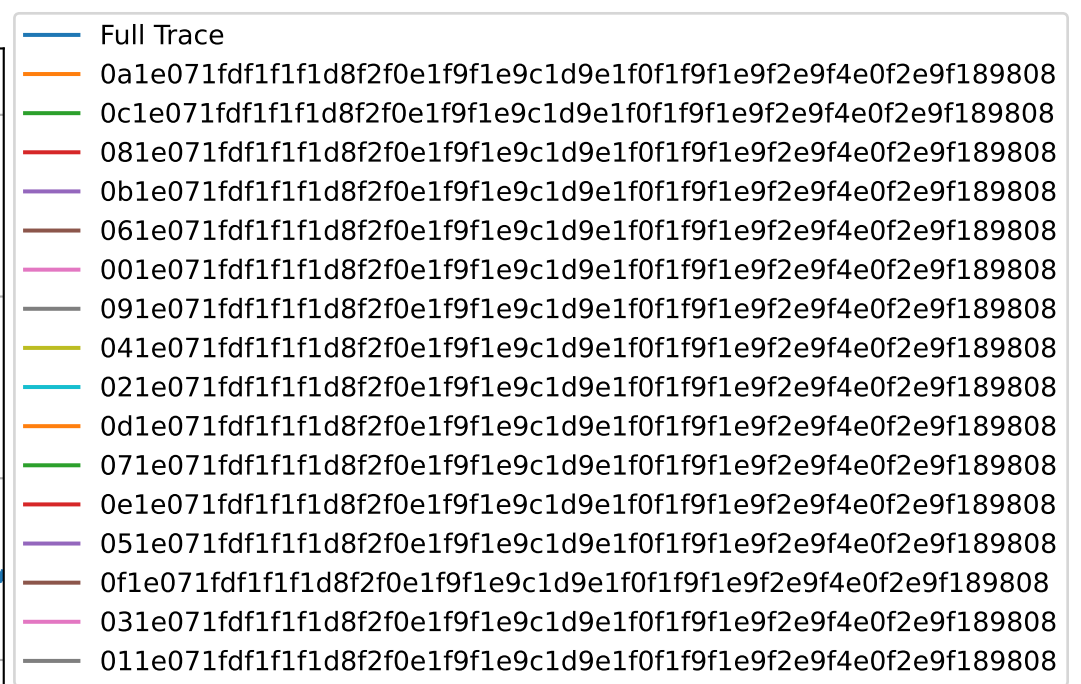 Full Trace
0a1e071fdf1f1f1d8f2f0e1f9f1e9c1d9e1f0f1f9f1e9f2e9f4e0f2e9f189808
0c1e071fdf1f1f1d8f2f0e1f9f1e9c1d9e1f0f1f9f1e9f2e9f4e0f2e9f189808
081e071fdf1f1f1d8f2f0e1f9f1e9c1d9e1f0f1f9f1e9f2e9f4e0f2e9f189808
0b1e071fdf1f1f1d8f2f0e1f9f1e9c1d9e1f0f1f9f1e9f2e9f4e0f2e9f189808
061e071fdf1f1f1d8f2f0e1f9f1e9c1d9e1f0f1f9f1e9f2e9f4e0f2e9f189808
001e071fdf1f1f1d8f2f0e1f9f1e9c1d9e1f0f1f9f1e9f2e9f4e0f2e9f189808
091e071fdf1f1f1d8f2f0e1f9f1e9c1d9e1f0f1f9f1e9f2e9f4e0f2e9f189808
041e071fdf1f1f1d8f2f0e1f9f1e9c1d9e1f0f1f9f1e9f2e9f4e0f2e9f189808
021e071fdf1f1f1d8f2f0e1f9f1e9c1d9e1f0f1f9f1e9f2e9f4e0f2e9f189808
0d1e071fdf1f1f1d8f2f0e1f9f1e9c1d9e1f0f1f9f1e9f2e9f4e0f2e9f189808
071e071fdf1f1f1d8f2f0e1f9f1e9c1d9e1f0f1f9f1e9f2e9f4e0f2e9f189808
0e1e071fdf1f1f1d8f2f0e1f9f1e9c1d9e1f0f1f9f1e9f2e9f4e0f2e9f189808
051e071fdf1f1f1d8f2f0e1f9f1e9c1d9e1f0f1f9f1e9f2e9f4e0f2e9f189808
0f1e071fdf1f1f1d8f2f0e1f9f1e9c1d9e1f0f1f9f1e9f2e9f4e0f2e9f189808
031e071fdf1f1f1d8f2f0e1f9f1e9c1d9e1f0f1f9f1e9f2e9f4e0f2e9f189808
011e071fdf1f1f1d8f2f0e1f9f1e9c1d9e1f0f1f9f1e9f2e9f4e0f2e9f189808